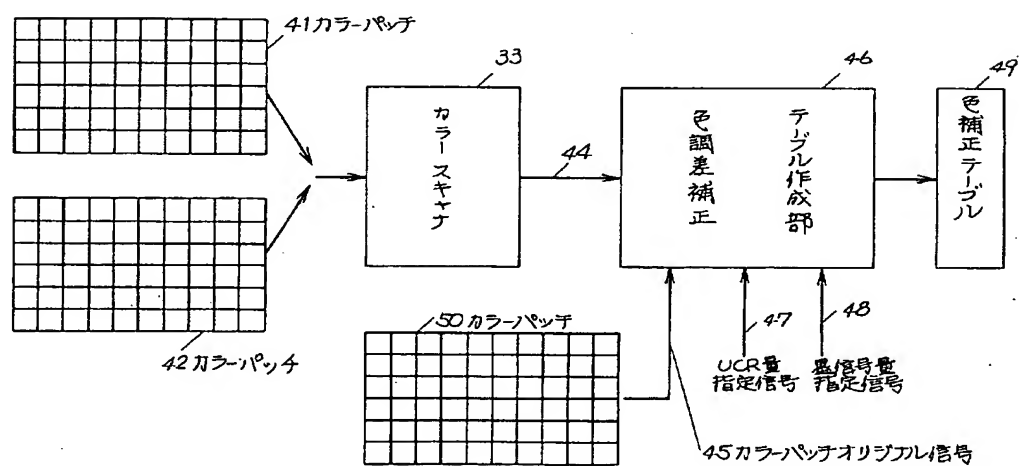 41カラーパッチ
33
46
49
カラースキャナ
44
色調差補正
テーブル作成部
色補正テーブル
50カラーパッチ
47
48
42カラーパッチ
UCR量
指定信号
墨信号量
指定信号
45カラーパッチオリジナル信号